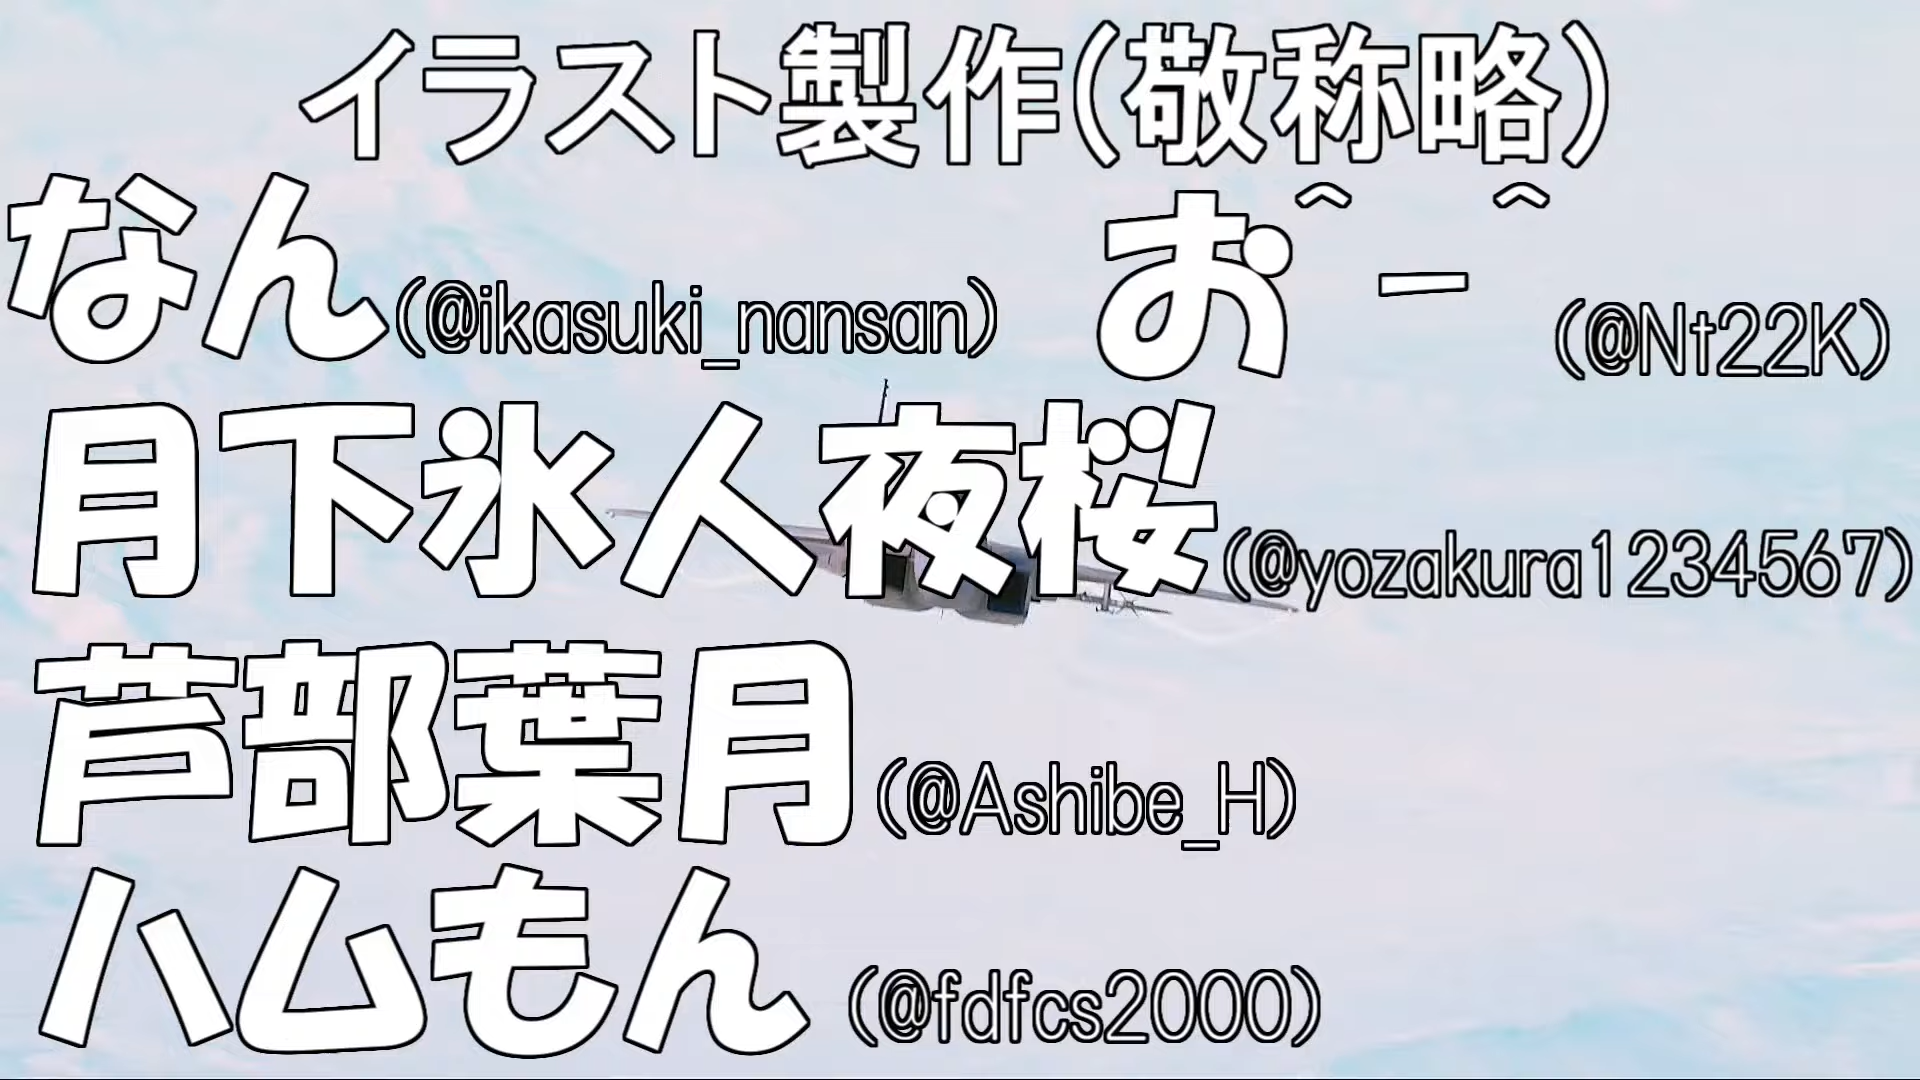 イラスト製作(敬称略)
なん(@ikasuki_nansan) お^ー^(@Nt22K)
月下氷人夜桜(@yozakura1234567)
芦部葉月(@Ashibe_H)
ハムもん(@fdfcs2000)